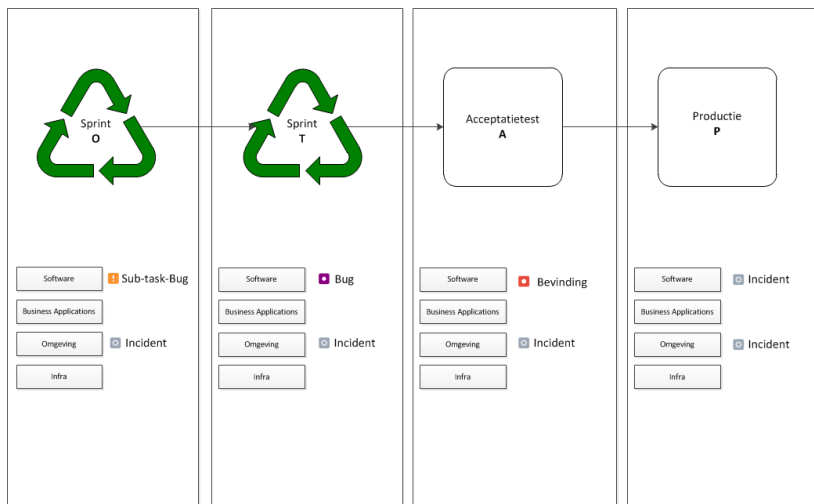 Sprint
O
Sprint
T
Acceptatietest
A
Productie
P
Software
Sub-task-Bug
Business Applications
Omgeving
Incident
Infra
Software
Bug
Business Applications
Omgeving
Incident
Infra
Software
Bevinding
Business Applications
Omgeving
Incident
Infra
Software
Incident
Business Applications
Omgeving
Incident
Infra